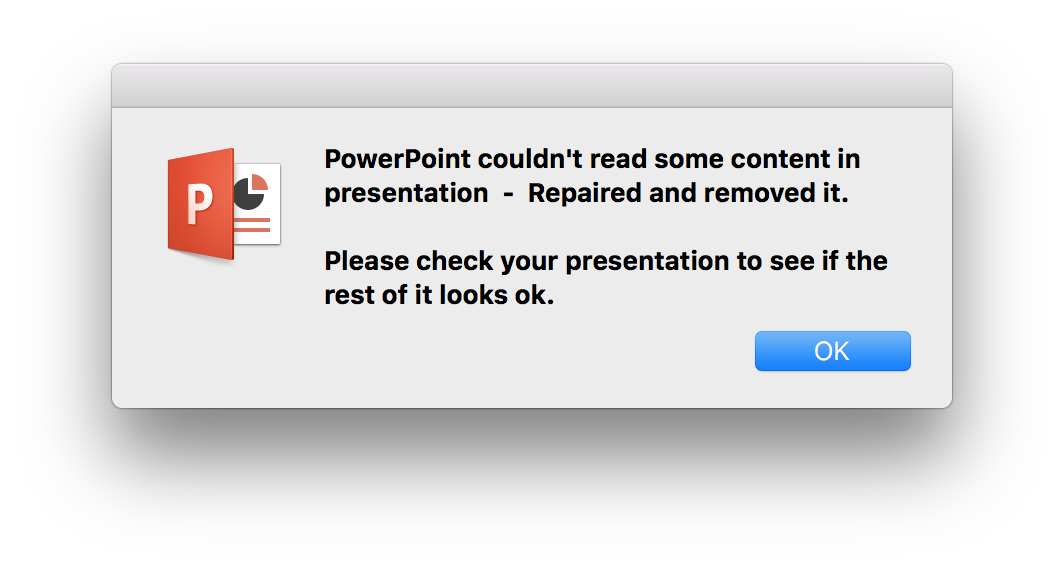 PowerPoint couldn't read some content in
presentation  -  Repaired and removed it.
Please check your presentation to see if the
rest of it looks ok.
P
OK